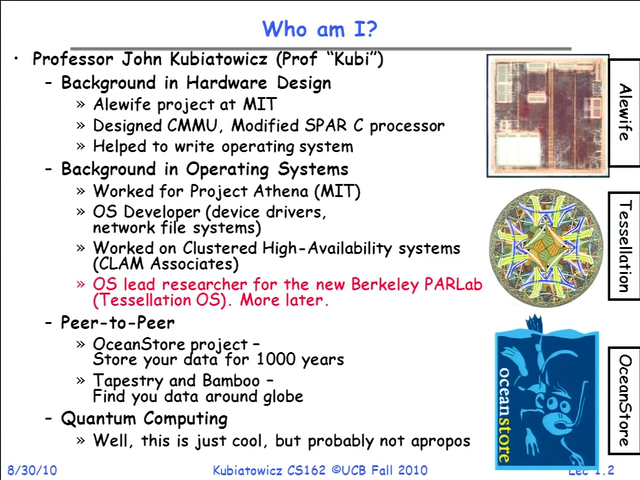 Who am I?
• Professor John Kubiatowicz (Prof “Kubi”)
– Background in Hardware Design
» Alewife project at MIT
» Designed CMMU, Modified SPAR C processor
» Helped to write operating system
– Background in Operating Systems
» Worked for Project Athena (MIT)
» OS Developer (device drivers,
network file systems)
» Worked on Clustered High-Availability systems
(CLAM Associates)
» OS lead researcher for the new Berkeley PARLab
(Tessellation OS). More later.
– Peer-to-Peer
» OceanStore project –
Store your data for 1000 years
» Tapestry and Bamboo –
Find you data around globe
– Quantum Computing
» Well, this is just cool, but probably not apropos
Alewife
Tessellation
oceanstore
OceanStore
8/30/10
Kubiatowicz CS162 ©UCB Fall 2010
Lec 1.2